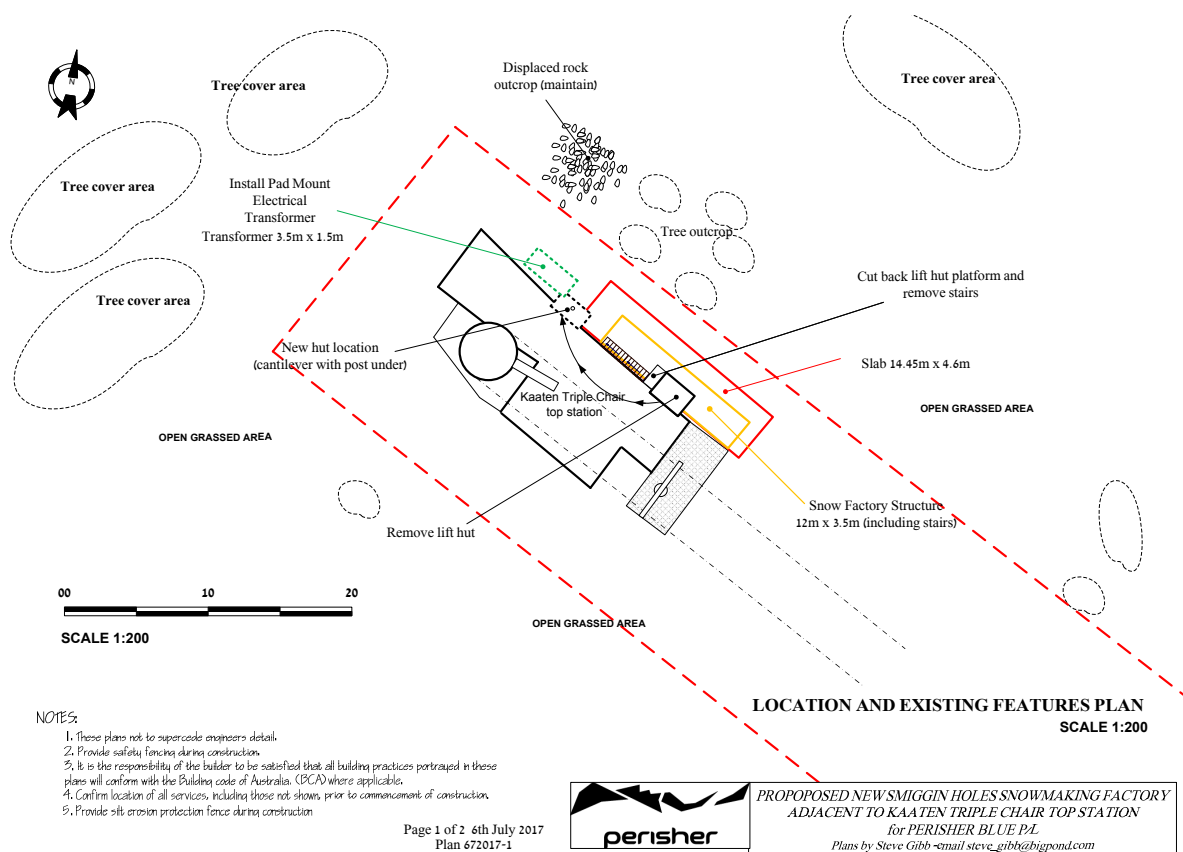 N
Tree cover area
Displaced rock
outcrop (maintain)
Tree cover area
Tree cover area
Install Pad Mount
Electrical
Transformer
Transformer 3.5m x 1.5m
Tree outcrop
Cut back lift hut platform and
remove stairs
Tree cover area
New hut location
(cantilever with post under)
Slab 14.45m x 4.6m
Kaaten Triple Chair
top station
OPEN GRASSED AREA
OPEN GRASSED AREA
Snow Factory Structure
12m x 3.5m (including stairs)
Remove lift hut
00 10 20
SCALE 1:200
OPEN GRASSED AREA
LOCATION AND EXISTING FEATURES PLAN
SCALE 1:200
NOTES:
1. These plans not to supercede engineers detail.
2. Provide safety fencing during construction.
3. It is the responsibility of the builder to be satisfied that all building practices portrayed in these
plans will conform with the Building code of Australia. (BCA) where applicable.
4. Confirm location of all services, including those not shown, prior to commencement of construction.
5. Provide silt erosion protection fence during construction
Page 1 of 2 6th July 2017
Plan 672017-1
perisher
PROPOPOSED NEW SMIGGIN HOLES SNOWMAKING FACTORY
ADJACENT TO KAATEN TRIPLE CHAIR TOP STATION
for PERISHER BLUE P/L
Plans by Steve Gibb -email steve_gibb@bigpond.com